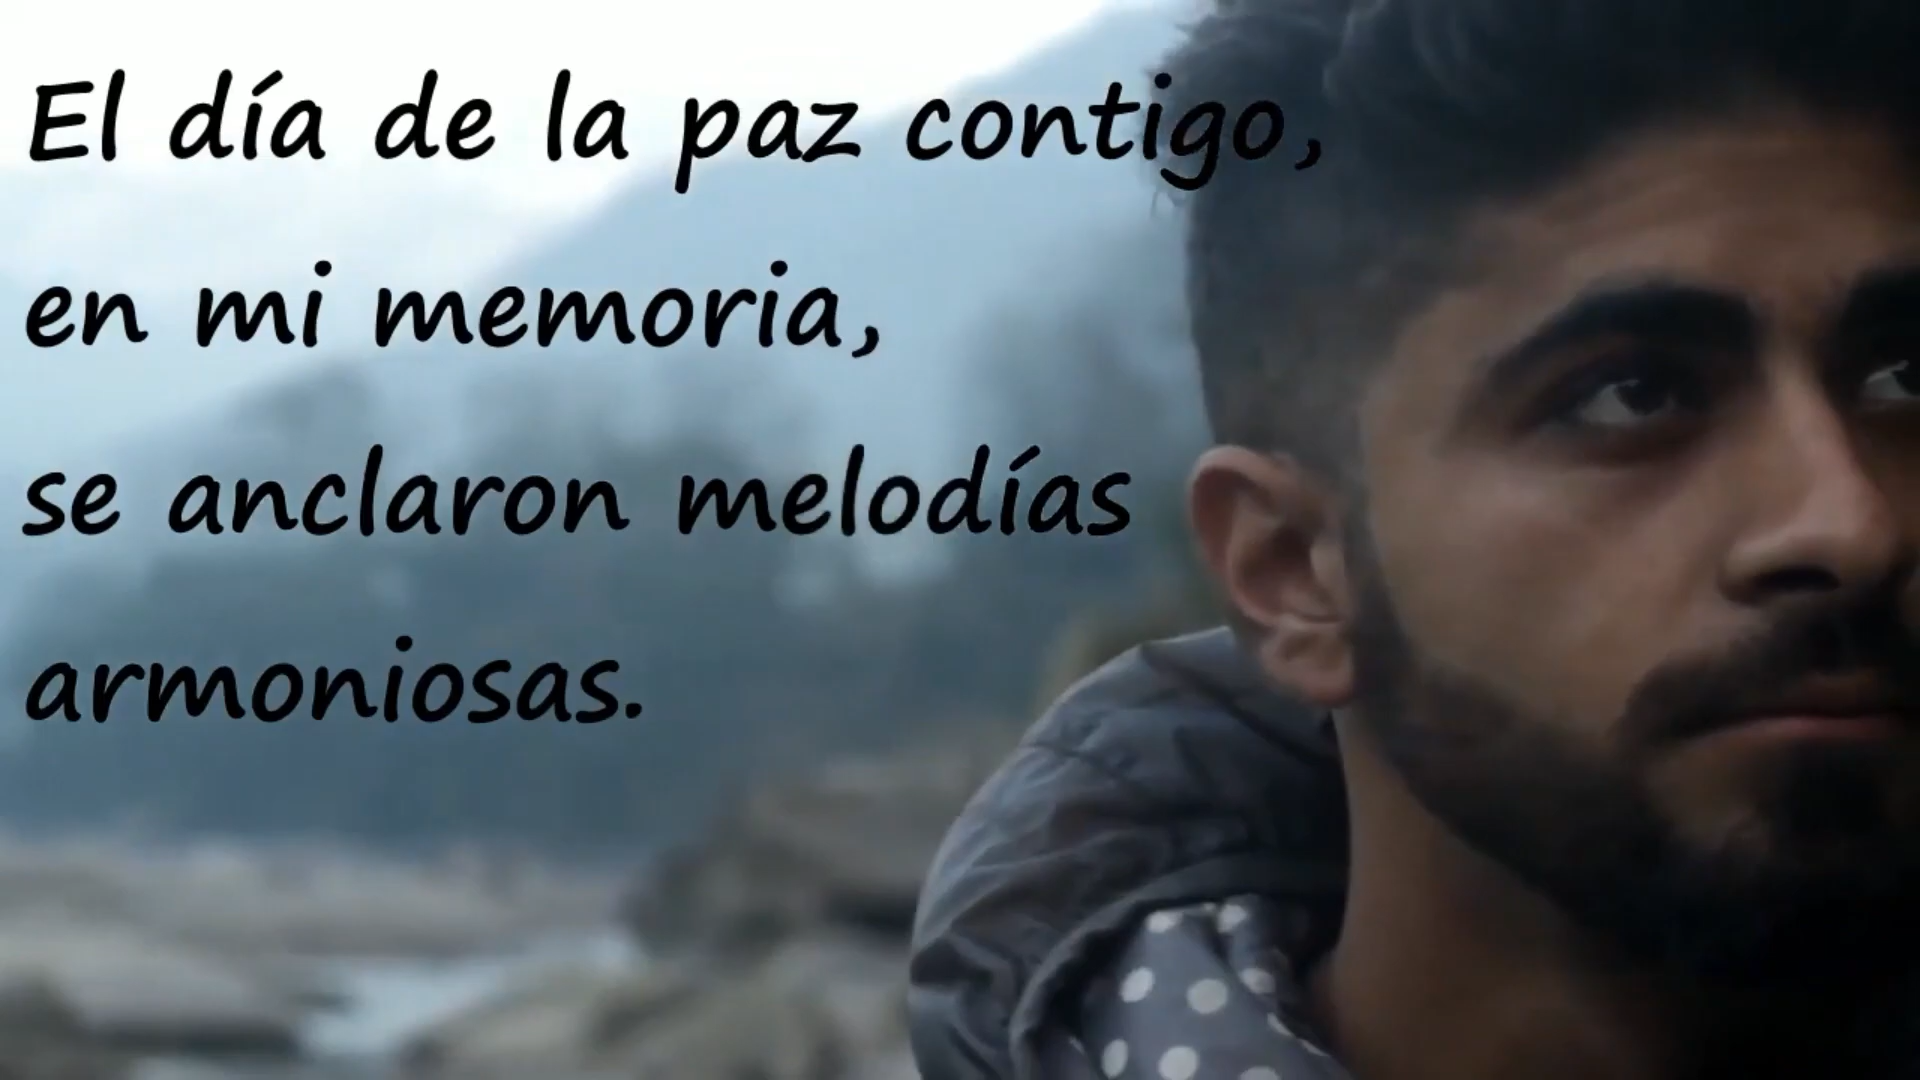 El día de la paz contigo,
en mi memoria,
se anclaron melodías
armoniosas.